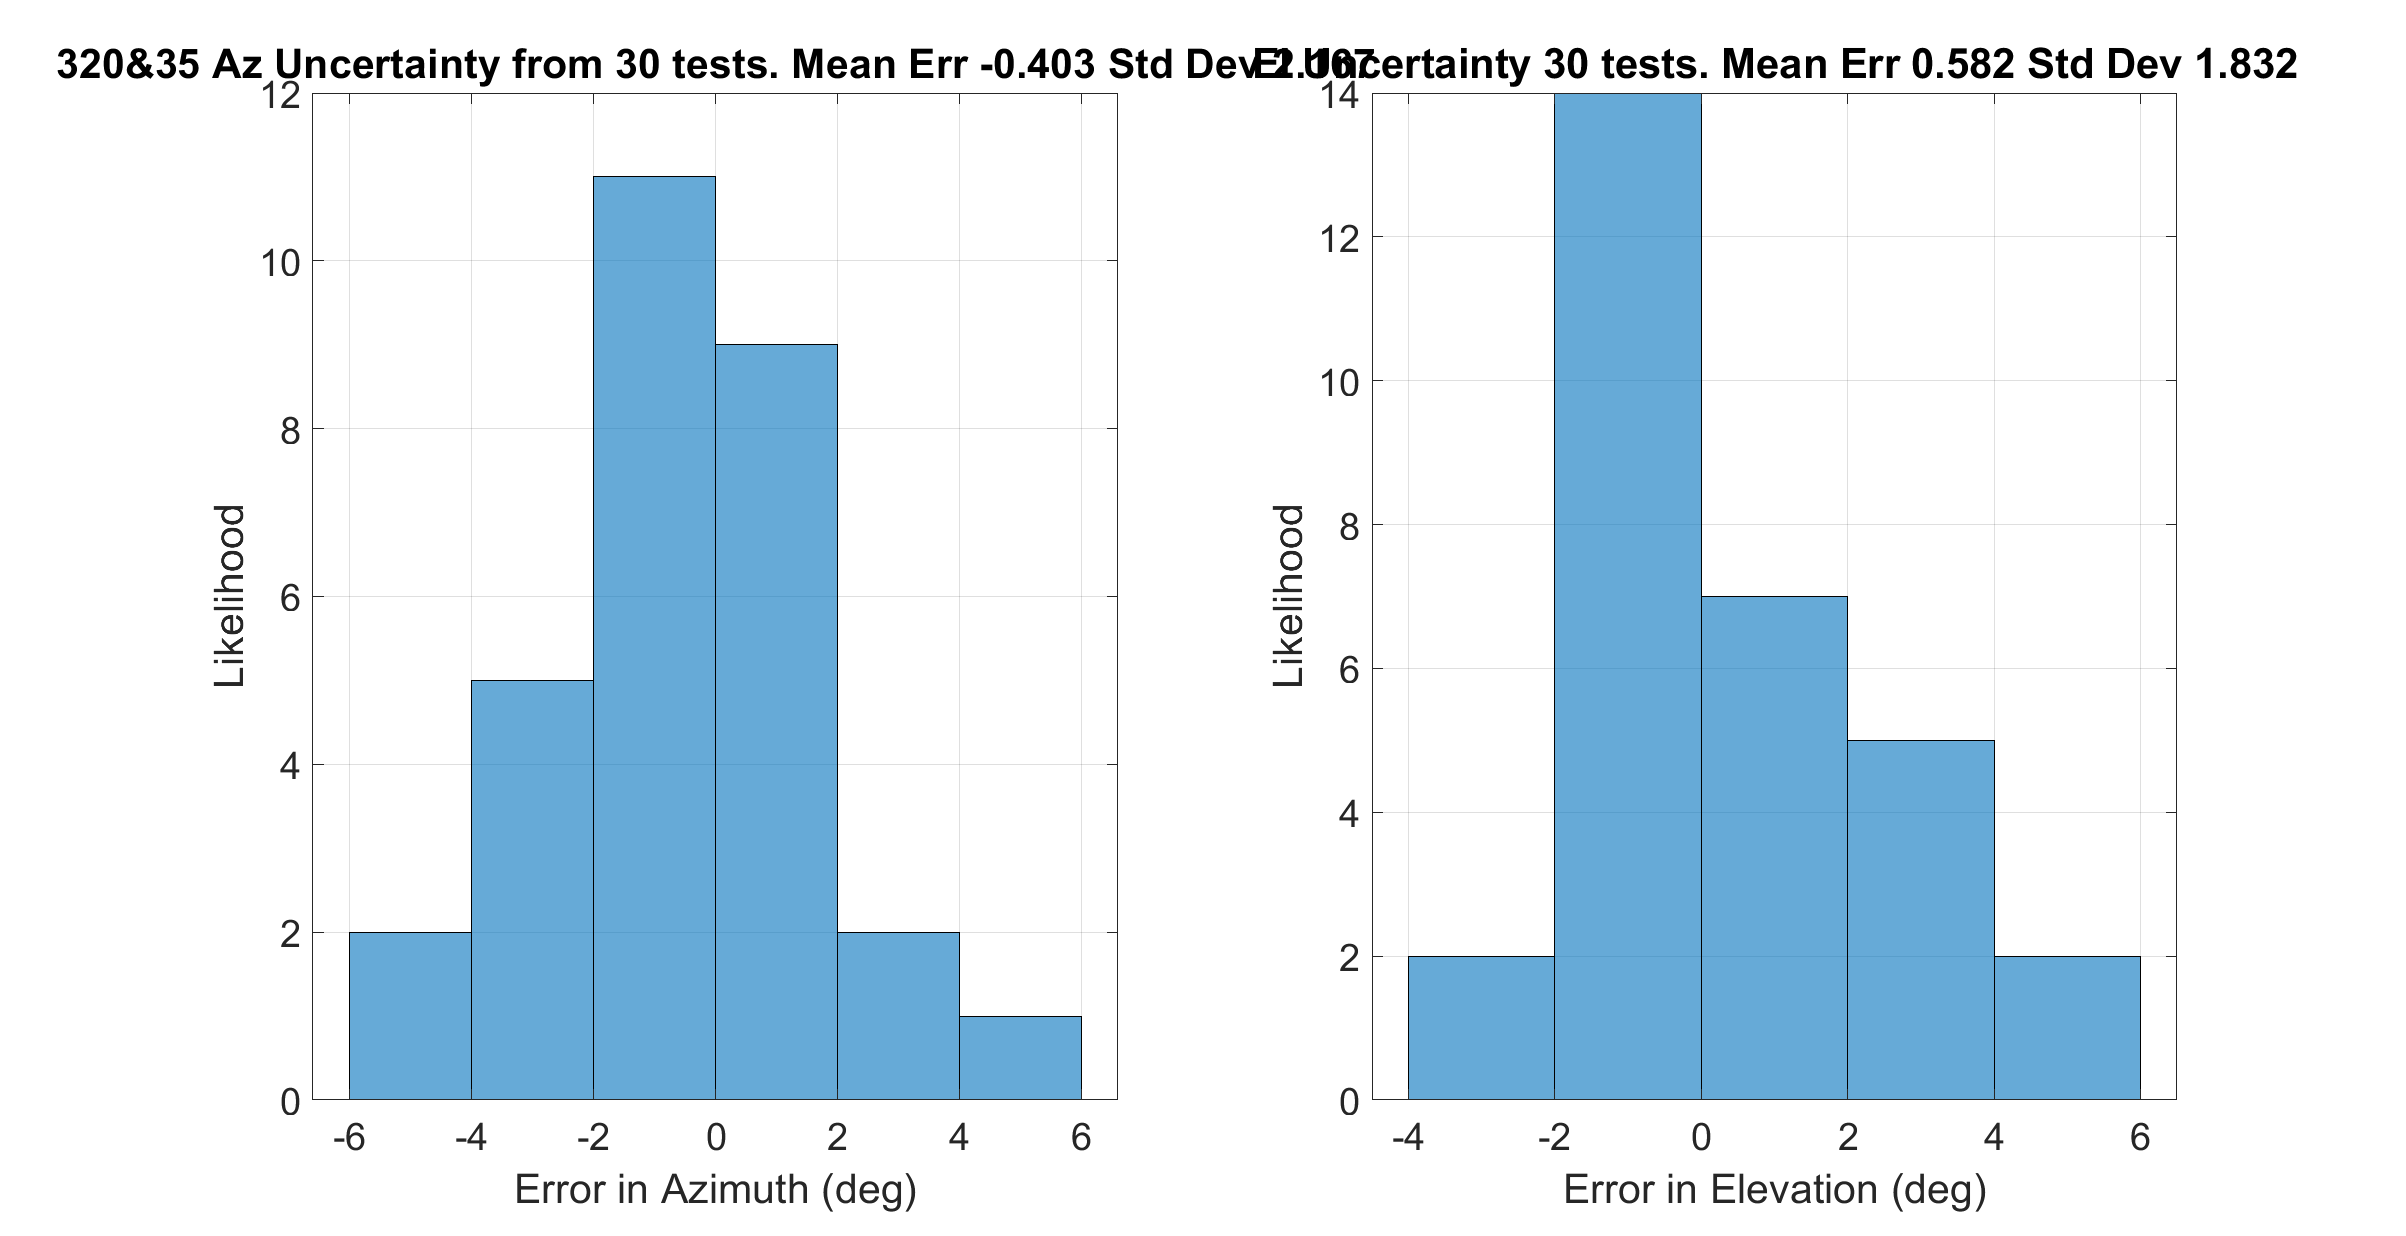 320&35 Az Uncertainty from 30 tests. Mean Err -0.403 Std Dev 2.167
El Uncertainty 30 tests. Mean Err 0.582 Std Dev 1.832
12
10
8
6
4
2
0
Likelihood
-6 -4 -2 0 2 4 6
Error in Azimuth (deg)
14
12
10
8
6
4
2
0
Likelihood
-4 -2 0 2 4 6
Error in Elevation (deg)